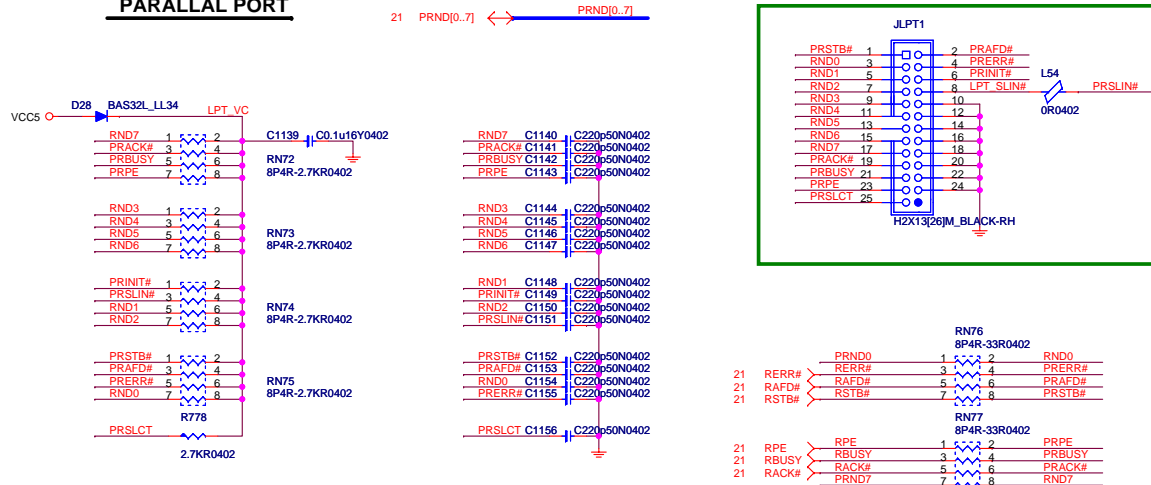 PARALLAL PORT
21 PRND[0..7] PRND[0..7]
VCC5 D28 BAS32L_LL34 LPT_VC
C1139 C0.1u16Y0402
RND7 1 2
PRACK# 3 4
PRBUSY 5 6
PRPE 7 8
RN72
8P4R-2.7KR0402
RND3 1 2
RND4 3 4
RND5 5 6
RND6 7 8
RN73
8P4R-2.7KR0402
PRINIT# 1 2
PRSLIN# 3 4
RND1 5 6
RND2 7 8
RN74
8P4R-2.7KR0402
PRSTB# 1 2
PRAFD# 3 4
PRERR# 5 6
RND0 7 8
RN75
8P4R-2.7KR0402
R778
PRSLCT
2.7KR0402
RND7 C1140 C220p50N0402
PRACK# C1141 C220p50N0402
PRBUSY C1142 C220p50N0402
PRPE C1143 C220p50N0402
RND3 C1144 C220p50N0402
RND4 C1145 C220p50N0402
RND5 C1146 C220p50N0402
RND6 C1147 C220p50N0402
RND1 C1148 C220p50N0402
PRINIT# C1149 C220p50N0402
RND2 C1150 C220p50N0402
PRSLIN# C1151 C220p50N0402
PRSTB# C1152 C220p50N0402
PRAFD# C1153 C220p50N0402
RND0 C1154 C220p50N0402
PRERR# C1155 C220p50N0402
PRSLCT C1156 C220p50N0402
JLPT1
PRSTB# 1 2 PRAFD#
RND0 3 4 PRERR#
RND1 5 6 PRINIT#
RND2 7 8 LPT_SLIN#
RND3 9 10
RND4 11 12
RND5 13 14
RND6 15 16
RND7 17 18
PRACK# 19 20
PRBUSY 21 22
PRPE 23 24
PRSLCT 25
H2X13[26]M_BLACK-RH
L54
PRSLIN#
0R0402
RN76
8P4R-33R0402
PRND0 1 2 RND0
21 RERR# RERR# 3 4 PRERR#
21 RAFD# RAFD# 5 6 PRAFD#
21 RSTB# RSTB# 7 8 PRSTB#
RN77
8P4R-33R0402
21 RPE RPE 1 2 PRPE
21 RBUSY RBUSY 3 4 PRBUSY
21 RACK# RACK# 5 6 PRACK#
PRND7 7 8 RND7